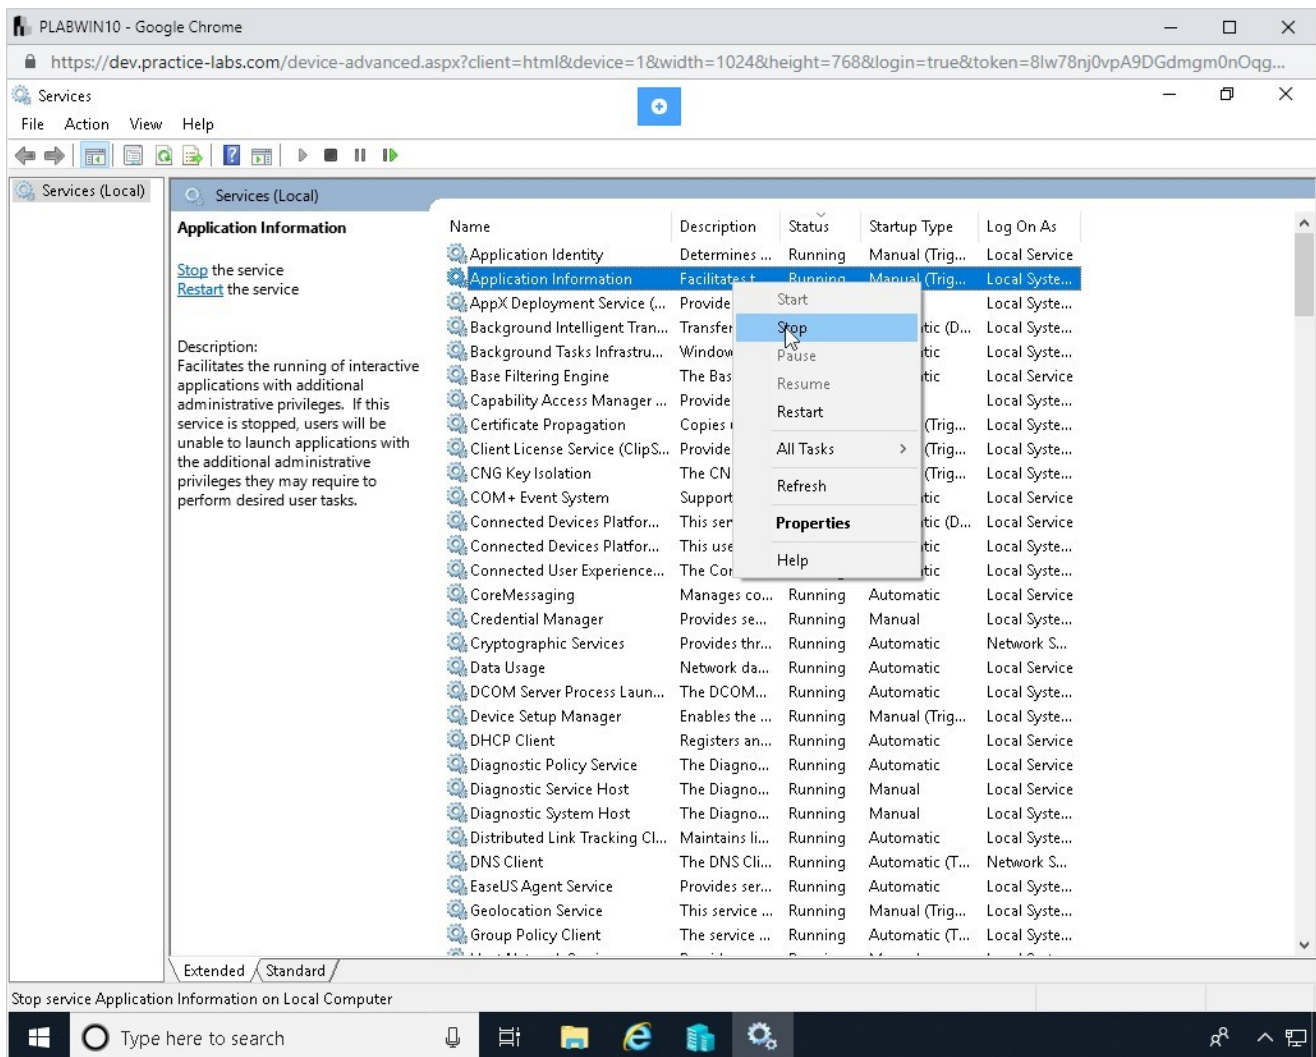 PLABWIN10 - Google Chrome
https://dev.practice-labs.com/device-advanced.aspx?client=html&device=1&width=1024&height=768&login=true&token=8lw78nj0vpA9DGdmgm0nOqg...
Services
File Action View Help
Services (Local)
Services (Local)
Application Information
Stop the service
Restart the service
Description:
Facilitates the running of interactive
applications with additional
administrative privileges. If this
service is stopped, users will be
unable to launch applications with
the additional administrative
privileges they may require to
perform desired user tasks.
Name Description Status Startup Type Log On As
Application Identity Determines ... Running Manual (Trig... Local Service
Application Information Facilitates t... Running Manual (Trig... Local Syste...
AppX Deployment Service (... Provide Local Syste...
Background Intelligent Tran... Transfer tic (D... Local Syste...
Background Tasks Infrastru... Window tic Local Syste...
Base Filtering Engine The Bas tic Local Service
Capability Access Manager ... Provide Local Syste...
Certificate Propagation Copies (Trig... Local Syste...
Client License Service (ClipS... Provide (Trig... Local Syste...
CNG Key Isolation The CN (Trig... Local Syste...
COM+ Event System Support tic Local Service
Connected Devices Platfor... This ser tic (D... Local Service
Connected Devices Platfor... This use tic Local Syste...
Connected User Experience... The Cor tic Local Syste...
CoreMessaging Manages co... Running Automatic Local Service
Credential Manager Provides se... Running Manual Local Syste...
Cryptographic Services Provides thr... Running Automatic Network S...
Data Usage Network da... Running Automatic Local Service
DCOM Server Process Laun... The DCOM... Running Automatic Local Syste...
Device Setup Manager Enables the ... Running Manual (Trig... Local Syste...
DHCP Client Registers an... Running Automatic Local Service
Diagnostic Policy Service The Diagno... Running Automatic Local Service
Diagnostic Service Host The Diagno... Running Manual Local Service
Diagnostic System Host The Diagno... Running Manual Local Syste...
Distributed Link Tracking Cl... Maintains li... Running Automatic Local Syste...
DNS Client The DNS Cli... Running Automatic (T... Network S...
EaseUS Agent Service Provides ser... Running Automatic Local Syste...
Geolocation Service This service ... Running Manual (Trig... Local Syste...
Group Policy Client The service ... Running Automatic (T... Local Syste...
Start
Stop
Pause
Resume
Restart
All Tasks
Refresh
Properties
Help
Extended Standard
Stop service Application Information on Local Computer
Type here to search